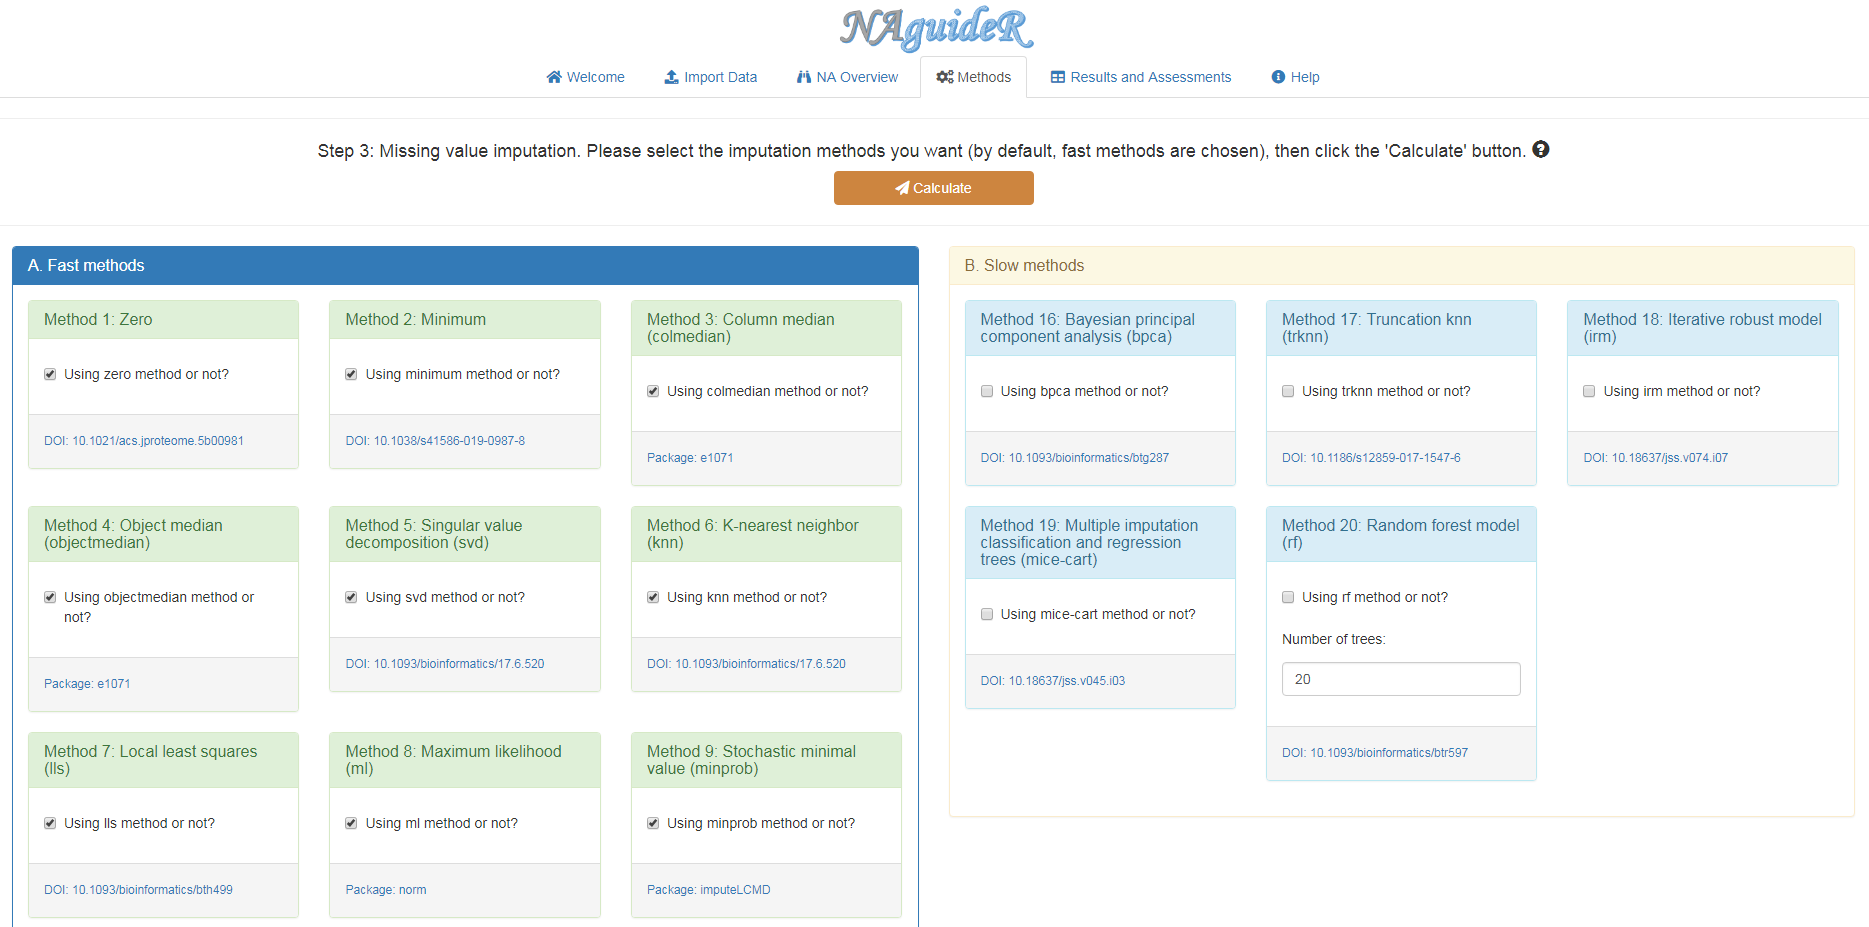 NAguideR
Welcome
Import Data
NA Overview
Methods
Results and Assessments
Help
Step 3: Missing value imputation. Please select the imputation methods you want (by default, fast methods are chosen), then click the 'Calculate' button.
Calculate
A. Fast methods
Method 1: Zero
Using zero method or not?
DOI: 10.1021/acs.jproteome.5b00981
Method 2: Minimum
Using minimum method or not?
DOI: 10.1038/s41586-019-0987-8
Method 3: Column median
(colmedian)
Using colmedian method or not?
Package: e1071
Method 4: Object median
(objectmedian)
Using objectmedian method or
not?
Package: e1071
Method 5: Singular value
decomposition (svd)
Using svd method or not?
DOI: 10.1093/bioinformatics/17.6.520
Method 6: K-nearest neighbor
(knn)
Using knn method or not?
DOI: 10.1093/bioinformatics/17.6.520
Method 7: Local least squares
(lls)
Using lls method or not?
DOI: 10.1093/bioinformatics/bth499
Method 8: Maximum likelihood
(ml)
Using ml method or not?
Package: norm
Method 9: Stochastic minimal
value (minprob)
Using minprob method or not?
Package: imputeLCMD
B. Slow methods
Method 16: Bayesian principal
component analysis (bpca)
Using bpca method or not?
DOI: 10.1093/bioinformatics/btg287
Method 17: Truncation knn
(trknn)
Using trknn method or not?
DOI: 10.1186/s12859-017-1547-6
Method 18: Iterative robust model
(irm)
Using irm method or not?
DOI: 10.18637/jss.v074.i07
Method 19: Multiple imputation
classification and regression
trees (mice-cart)
Using mice-cart method or not?
DOI: 10.18637/jss.v045.i03
Method 20: Random forest model
(rf)
Using rf method or not?
Number of trees:
20
DOI: 10.1093/bioinformatics/btr597